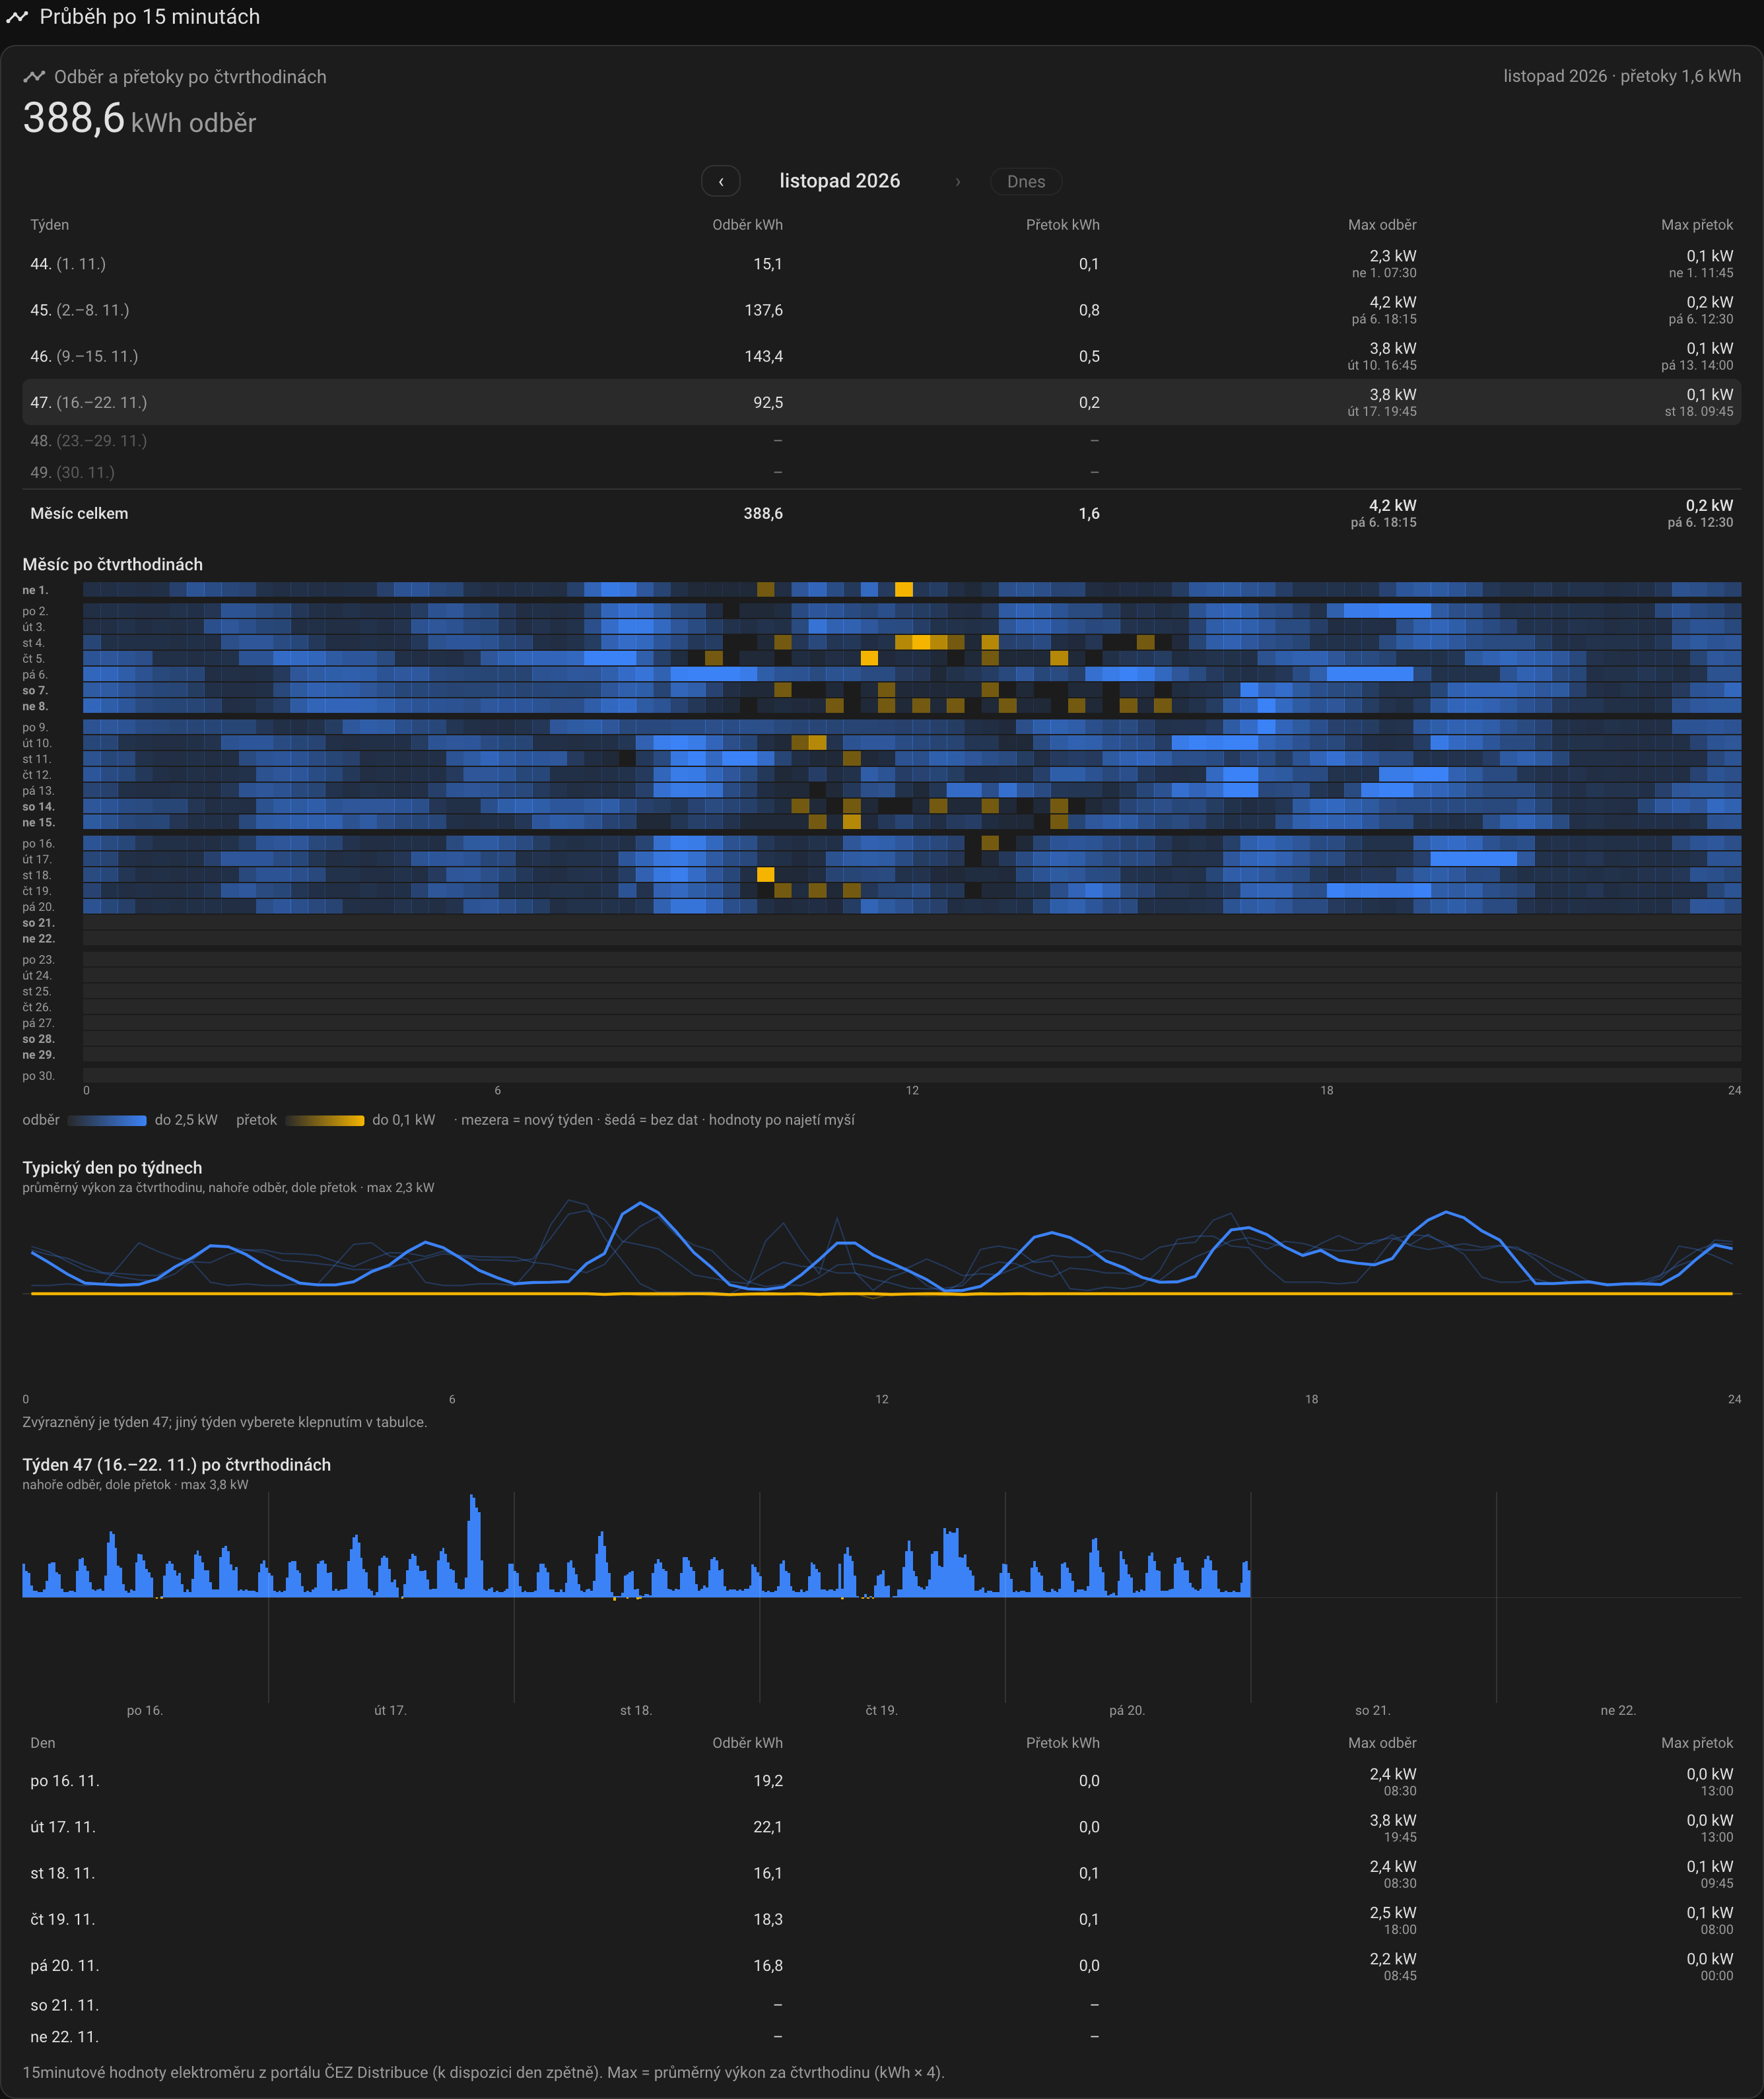 Průběh po 15 minutách
Odběr a přetoky po čtvrthodinách
listopad 2026 · přetoky 1,6 kWh
388,6 kWh odběr
‹ listopad 2026 › Dnes
Týden Odběr kWh Přetok kWh Max odběr Max přetok
44. (1. 11.) 15,1 0,1 2,3 kW 0,1 kW
ne 1. 07:30 ne 1. 11:45
45. (2.–8. 11.) 137,6 0,8 4,2 kW 0,2 kW
pá 6. 18:15 pá 6. 12:30
46. (9.–15. 11.) 143,4 0,5 3,8 kW 0,1 kW
út 10. 16:45 pá 13. 14:00
47. (16.–22. 11.) 92,5 0,2 3,8 kW 0,1 kW
út 17. 19:45 st 18. 09:45
48. (23.–29. 11.) – –
49. (30. 11.) – –
Měsíc celkem 388,6 1,6 4,2 kW 0,2 kW
pá 6. 18:15 pá 6. 12:30
Měsíc po čtvrthodinách
ne 1.
po 2.
út 3.
st 4.
čt 5.
pá 6.
so 7.
ne 8.
po 9.
út 10.
st 11.
čt 12.
pá 13.
so 14.
ne 15.
po 16.
út 17.
st 18.
čt 19.
pá 20.
so 21.
ne 22.
po 23.
út 24.
st 25.
čt 26.
pá 27.
so 28.
ne 29.
po 30.
0 6 12 18 24
odběr do 2,5 kW přetok do 0,1 kW · mezera = nový týden · šedá = bez dat · hodnoty po najetí myší
Typický den po týdnech
průměrný výkon za čtvrthodinu, nahoře odběr, dole přetok · max 2,3 kW
0 6 12 18 24
Zvýrazněný je týden 47; jiný týden vyberete klepnutím v tabulce.
Týden 47 (16.–22. 11.) po čtvrthodinách
nahoře odběr, dole přetok · max 3,8 kW
po 16. út 17. st 18. čt 19. pá 20. so 21. ne 22.
Den Odběr kWh Přetok kWh Max odběr Max přetok
po 16. 11. 19,2 0,0 2,4 kW 0,0 kW
08:30 13:00
út 17. 11. 22,1 0,0 3,8 kW 0,0 kW
19:45 13:00
st 18. 11. 16,1 0,1 2,4 kW 0,1 kW
08:30 09:45
čt 19. 11. 18,3 0,1 2,5 kW 0,1 kW
18:00 08:00
pá 20. 11. 16,8 0,0 2,2 kW 0,0 kW
08:45 00:00
so 21. 11. – –
ne 22. 11. – –
15minutové hodnoty elektroměru z portálu ČEZ Distribuce (k dispozici den zpětně). Max = průměrný výkon za čtvrthodinu (kWh × 4).